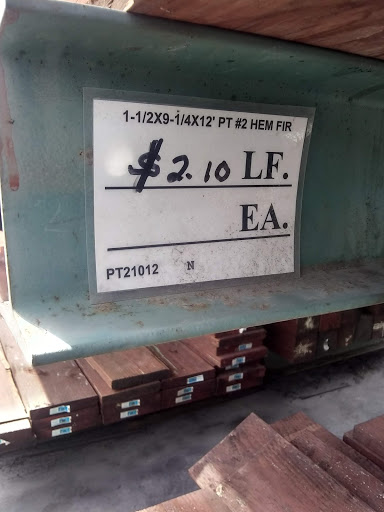 1-1/2X9-1/4X12' PT #2 HEM FIR
$2.10 LF.
EA.
PT21012 N